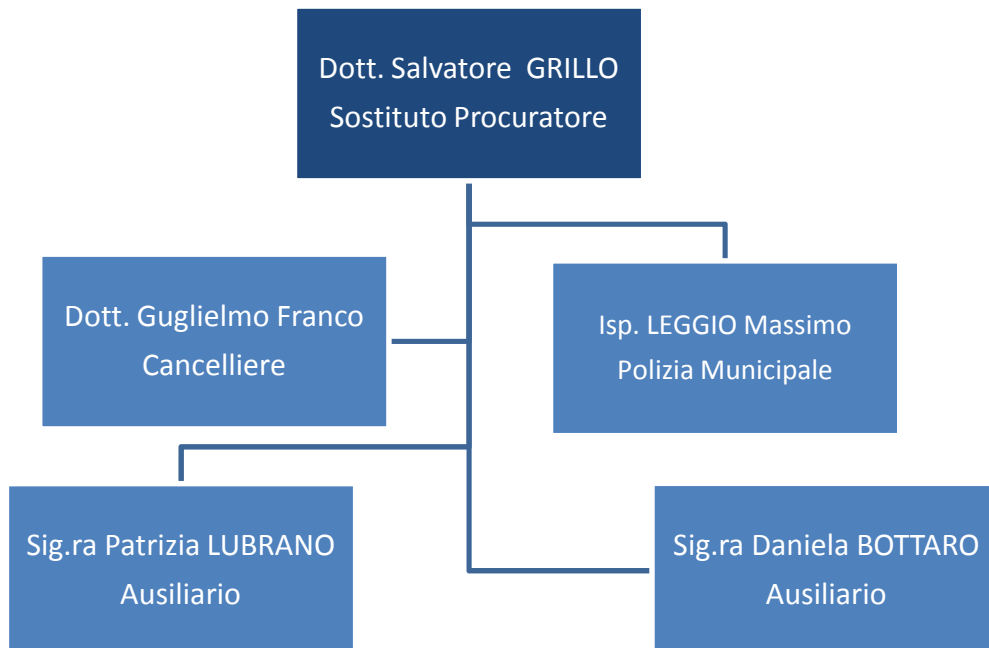 Dott. Salvatore GRILLO
Sostituto Procuratore
Dott. Guglielmo Franco
Cancelliere
Isp. LEGGIO Massimo
Polizia Municipale
Sig.ra Patrizia LUBRANO
Ausiliario
Sig.ra Daniela BOTTARO
Ausiliario